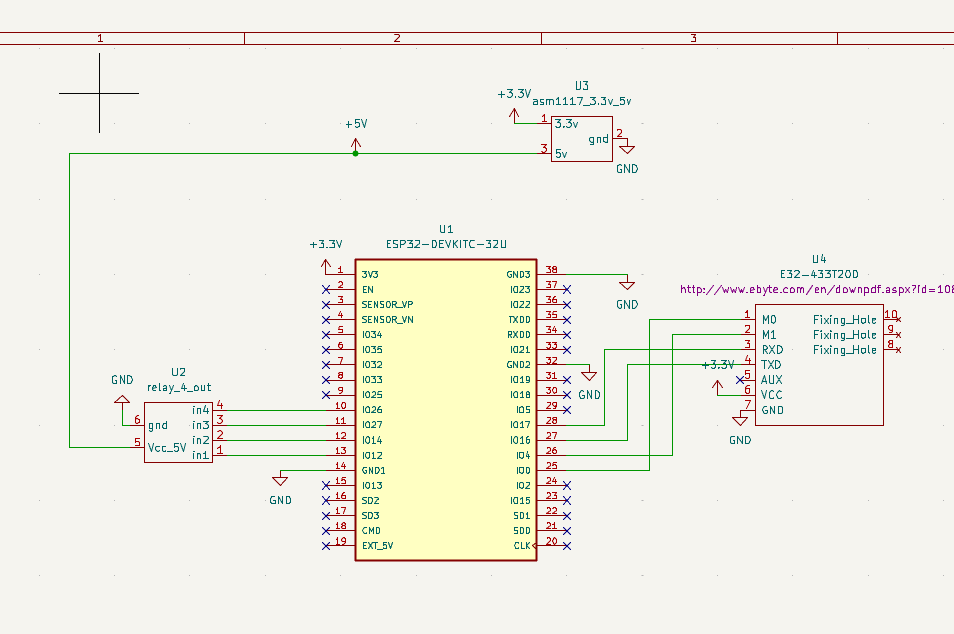 1 2 3
U3
asm1117_3.3v_5v
+3.3V
1 3.3v
gnd 2
3 5v
GND
+5V
U1
ESP32-DEVKITC-32U
+3.3V
1 3V3 GND3 38
2 EN IO23 37
3 SENSOR_VP IO22 36
4 SENSOR_VN TXD0 35
5 IO34 RXD0 34
6 IO35 IO21 33
7 IO32 GND2 32
8 IO33 IO19 31
9 IO25 IO18 30
10 IO26 IO5 29
11 IO27 IO17 28
12 IO14 IO16 27
13 IO12 IO4 26
14 GND1 IO0 25
15 IO13 IO2 24
16 SD2 IO15 23
17 SD3 SD1 22
18 CMD SD0 21
19 EXT_5V CLK 20
GND
GND
GND
U2
relay_4_out
GND
in4 4
6 gnd in3 3
in2 2
5 Vcc_5V
in1 1
U4
E32-433T20D
http://www.ebyte.com/en/downpdf.aspx?id=108
1 M0 Fixing_Hole 10
2 M1 Fixing_Hole 9
3 RXD Fixing_Hole 8
4 TXD
+3.3V
5 AUX
6 VCC
7 GND
GND